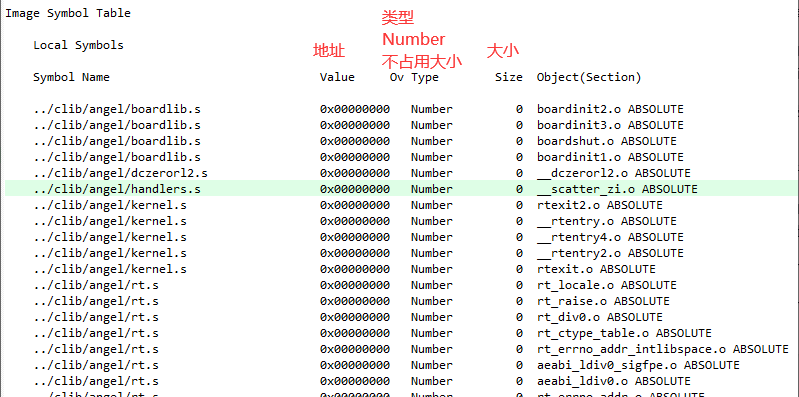 Image Symbol Table
类型
Local Symbols
地址
Number
大小
不占用大小
Symbol Name Value Ov Type Size Object(Section)
../clib/angel/boardlib.s 0x00000000 Number 0 boardinit2.o ABSOLUTE
../clib/angel/boardlib.s 0x00000000 Number 0 boardinit3.o ABSOLUTE
../clib/angel/boardlib.s 0x00000000 Number 0 boardshut.o ABSOLUTE
../clib/angel/boardlib.s 0x00000000 Number 0 boardinit1.o ABSOLUTE
../clib/angel/dczerorl2.s 0x00000000 Number 0 __dczerorl2.o ABSOLUTE
../clib/angel/handlers.s 0x00000000 Number 0 __scatter_zi.o ABSOLUTE
../clib/angel/kernel.s 0x00000000 Number 0 rtexit2.o ABSOLUTE
../clib/angel/kernel.s 0x00000000 Number 0 __rtentry.o ABSOLUTE
../clib/angel/kernel.s 0x00000000 Number 0 __rtentry4.o ABSOLUTE
../clib/angel/kernel.s 0x00000000 Number 0 __rtentry2.o ABSOLUTE
../clib/angel/kernel.s 0x00000000 Number 0 rtexit.o ABSOLUTE
../clib/angel/rt.s 0x00000000 Number 0 rt_locale.o ABSOLUTE
../clib/angel/rt.s 0x00000000 Number 0 rt_raise.o ABSOLUTE
../clib/angel/rt.s 0x00000000 Number 0 rt_div0.o ABSOLUTE
../clib/angel/rt.s 0x00000000 Number 0 rt_ctype_table.o ABSOLUTE
../clib/angel/rt.s 0x00000000 Number 0 rt_errno_addr_intlibspace.o ABSOLUTE
../clib/angel/rt.s 0x00000000 Number 0 aeabi_ldiv0_sigfpe.o ABSOLUTE
../clib/angel/rt.s 0x00000000 Number 0 aeabi_ldiv0.o ABSOLUTE
../clib/angel/rt.s 0x00000000 Number 0 rt_errno_addr.o ABSOLUTE